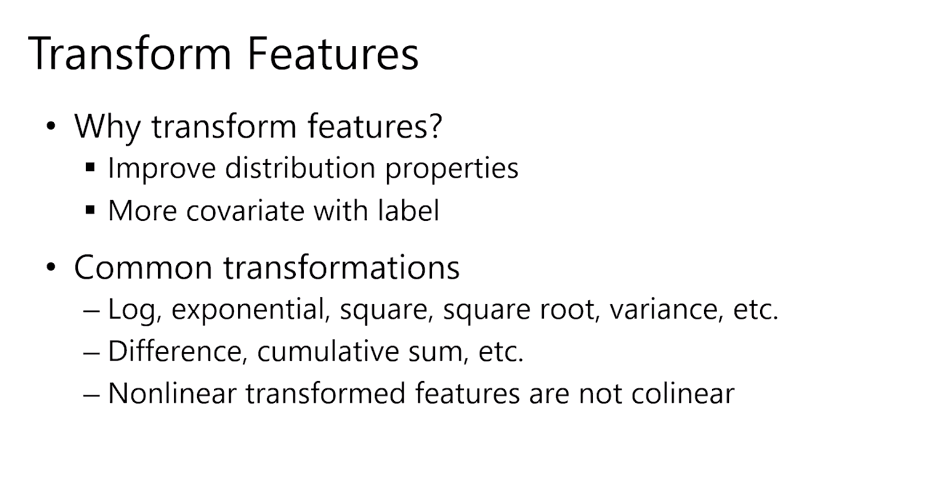 Transform Features
• Why transform features?
▪ Improve distribution properties
▪ More covariate with label
• Common transformations
– Log, exponential, square, square root, variance, etc.
– Difference, cumulative sum, etc.
– Nonlinear transformed features are not colinear